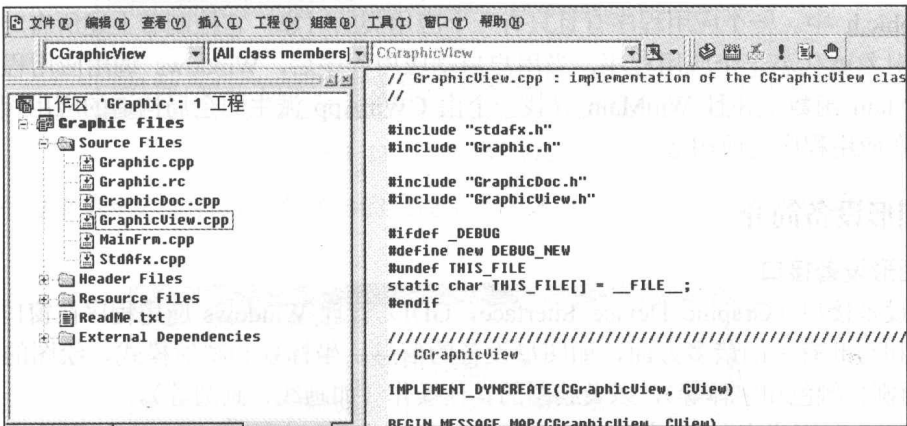 文件(F) 编辑(E) 查看(V) 插入(I) 工程(P) 组建(B) 工具(T) 窗口(W) 帮助(H)
CGraphicView [All class members] CGraphicView
工作区 'Graphic': 1 工程
Graphic files
Source Files
Graphic.cpp
Graphic.rc
GraphicDoc.cpp
GraphicView.cpp
MainFrm.cpp
StdAfx.cpp
Header Files
Resource Files
ReadMe.txt
External Dependencies
// GraphicView.cpp : implementation of the CGraphicView clas
//
#include "stdafx.h"
#include "Graphic.h"
#include "GraphicDoc.h"
#include "GraphicView.h"
#ifdef _DEBUG
#define new DEBUG_NEW
#undef THIS_FILE
static char THIS_FILE[] = __FILE__;
#endif
/////////////////////////////////////////////////////////////
// CGraphicView
IMPLEMENT_DYNCREATE(CGraphicView, CView)
BEGIN_MESSAGE_MAP(CGraphicView, CView)